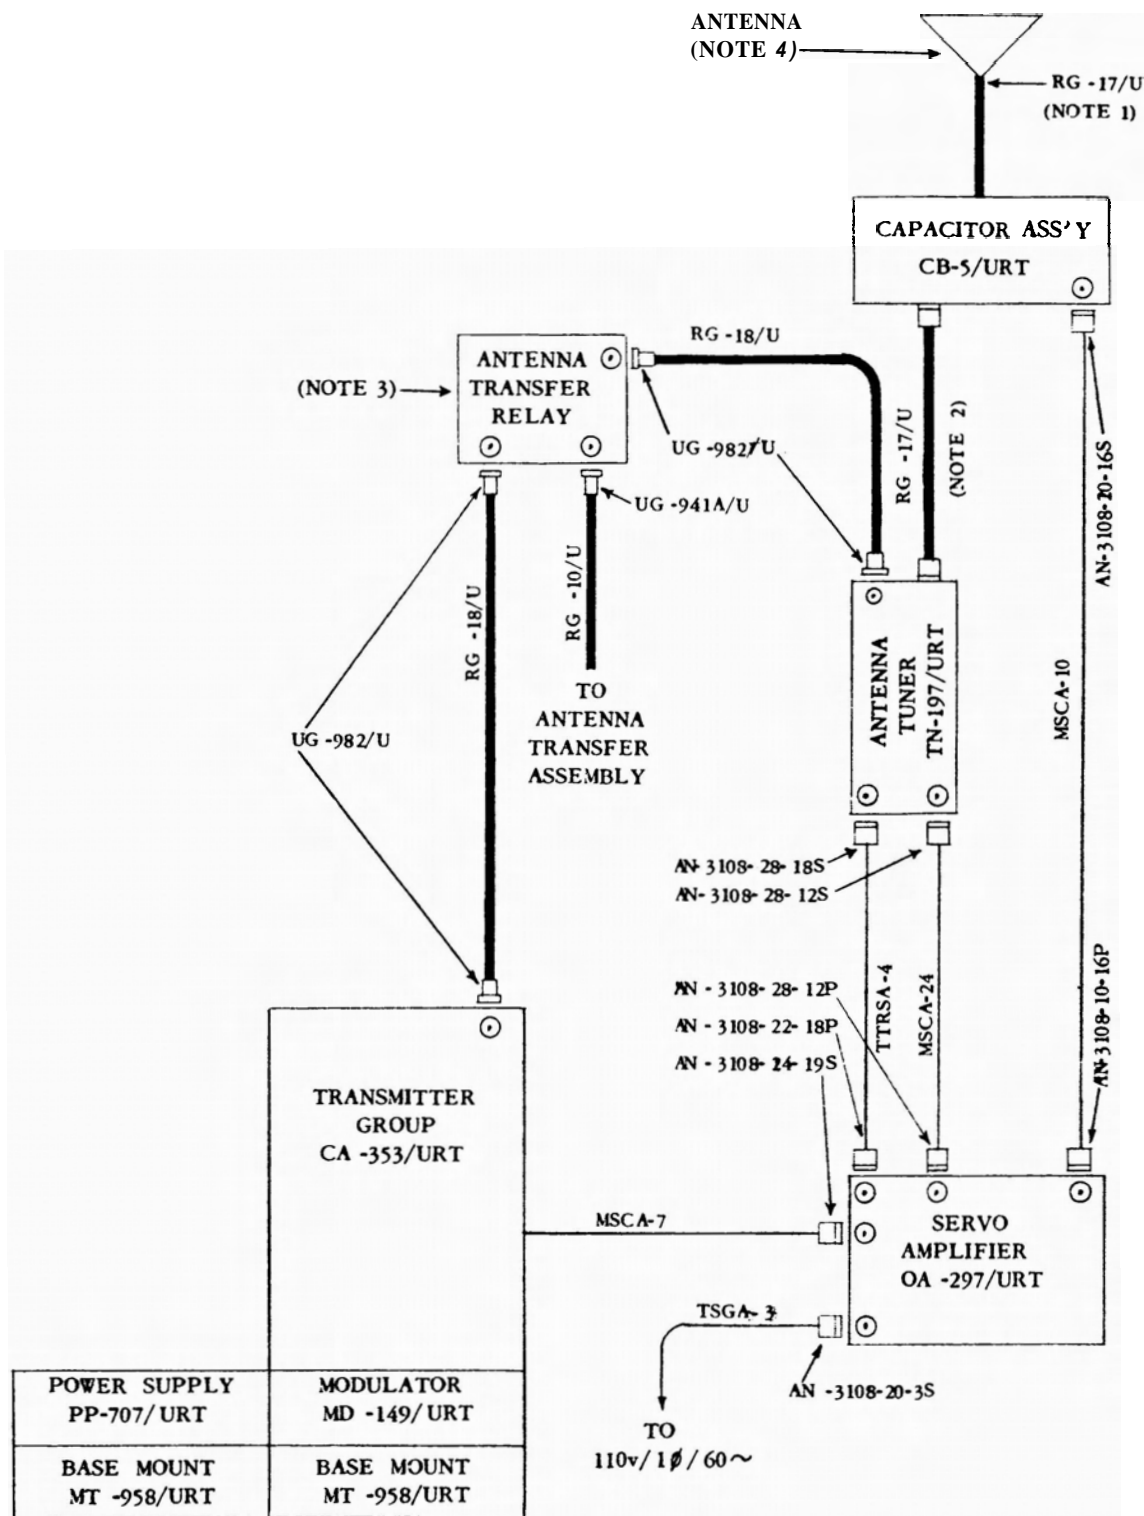 ANTENNA
(NOTE 4)
RG -17/U
(NOTE 1)
CAPACITOR ASS'Y
CB-5/URT
RG -18/U
ANTENNA
TRANSFER
RELAY
(NOTE 3)
UG -982/U
UG -941A/U
RG -17/U
(NOTE 2)
AN-3108-20-16S
RG -18/U
RG -10/U
TO
ANTENNA
TRANSFER
ASSEMBLY
UG -982/U
ANTENNA
TUNER
TN-197/URT
MSCA-10
AN-3108-28-18S
AN-3108-28-12S
TTRSA-4
MSCA-24
AN - 3108-28-12P
AN - 3108-22-18P
AN - 3108-24-19S
AN-3108-10-16P
TRANSMITTER
GROUP
CA -353/URT
MSCA-7
SERVO
AMPLIFIER
OA -297/URT
TSGA-3
AN -3108-20-3S
TO
110v/1ø/60~
POWER SUPPLY
PP-707/URT
MODULATOR
MD -149/URT
BASE MOUNT
MT -958/URT
BASE MOUNT
MT -958/URT